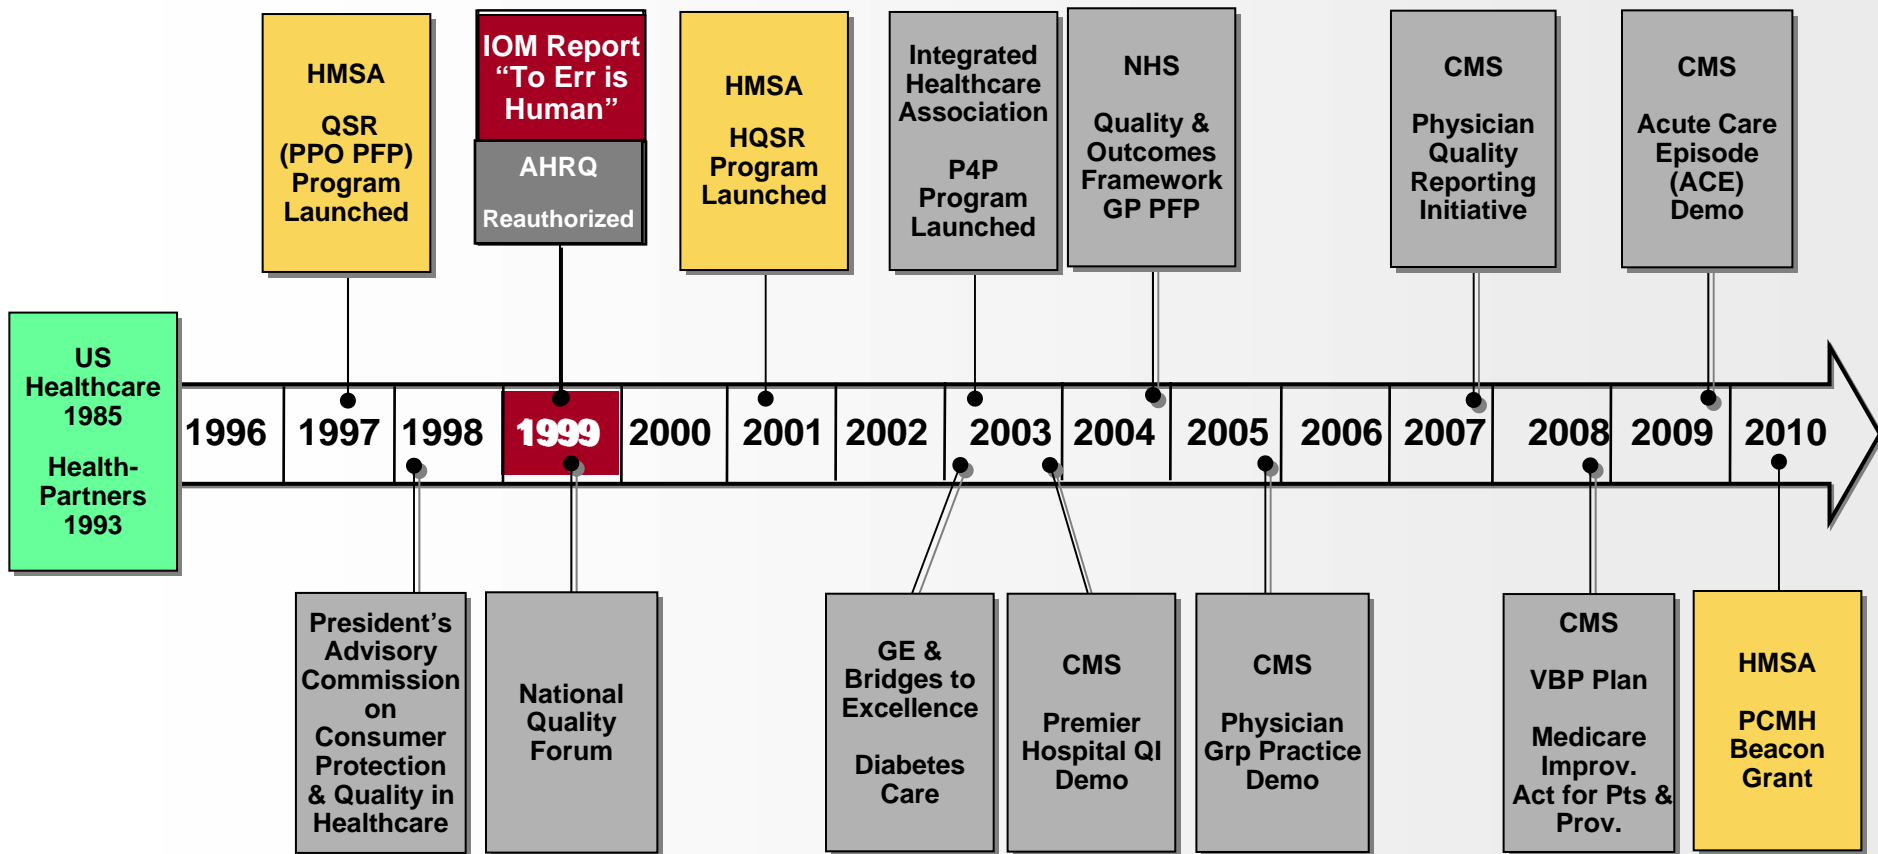 HMSA
QSR
(PPO PFP)
Program
Launched
IOM Report
“To Err is
Human”
AHRQ
Reauthorized
HMSA
HQSR
Program
Launched
Integrated
Healthcare
Association
P4P
Program
Launched
NHS
Quality &
Outcomes
Framework
GP PFP
CMS
Physician
Quality
Reporting
Initiative
CMS
Acute Care
Episode
(ACE)
Demo
US
Healthcare
1985
Health-
Partners
1993
1996 1997 1998 1999 2000 2001 2002 2003 2004 2005 2006 2007 2008 2009 2010
President’s
Advisory
Commission
on
Consumer
Protection
& Quality in
Healthcare
National
Quality
Forum
GE &
Bridges to
Excellence
Diabetes
Care
CMS
Premier
Hospital QI
Demo
CMS
Physician
Grp Practice
Demo
CMS
VBP Plan
Medicare
Improv.
Act for Pts &
Prov.
HMSA
PCMH
Beacon
Grant